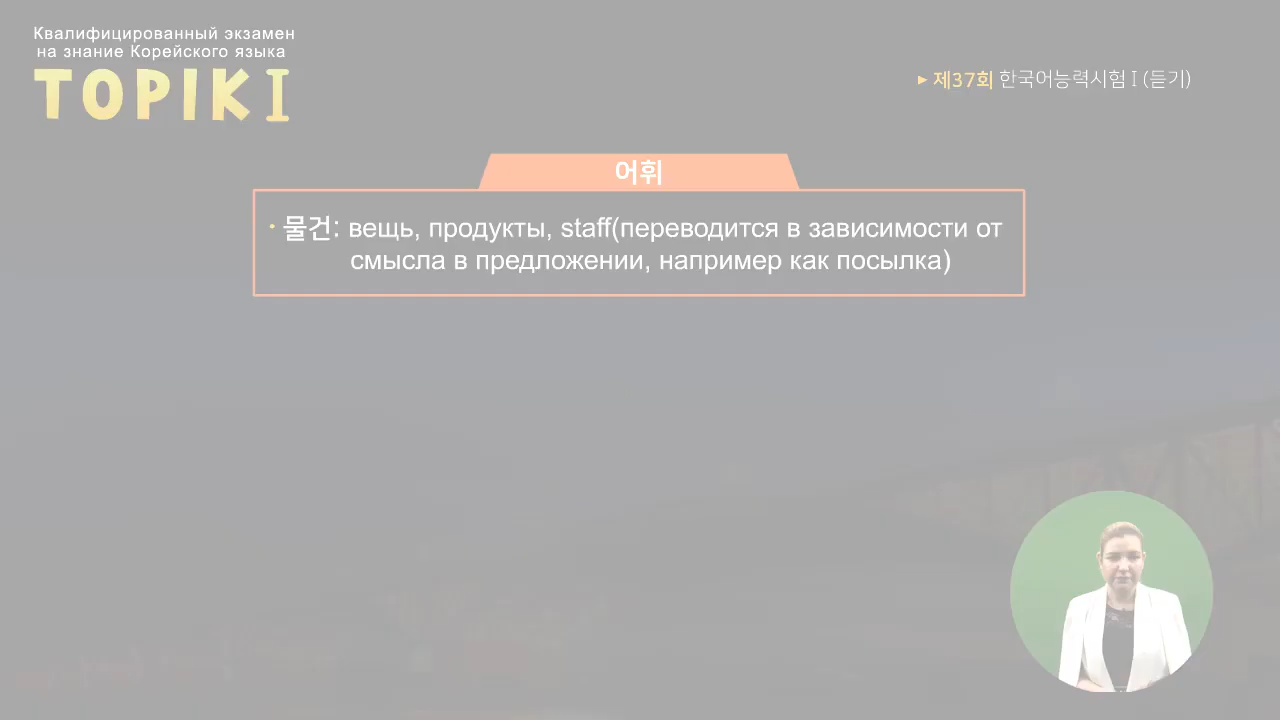 Квалифицированный экзамен
на знание Корейского языка
TOPIK I
▸ 제37회 한국어능력시험 I (듣기)
어휘
· 물건: вещь, продукты, staff(переводится в зависимости от
смысла в предложении, например как посылка)